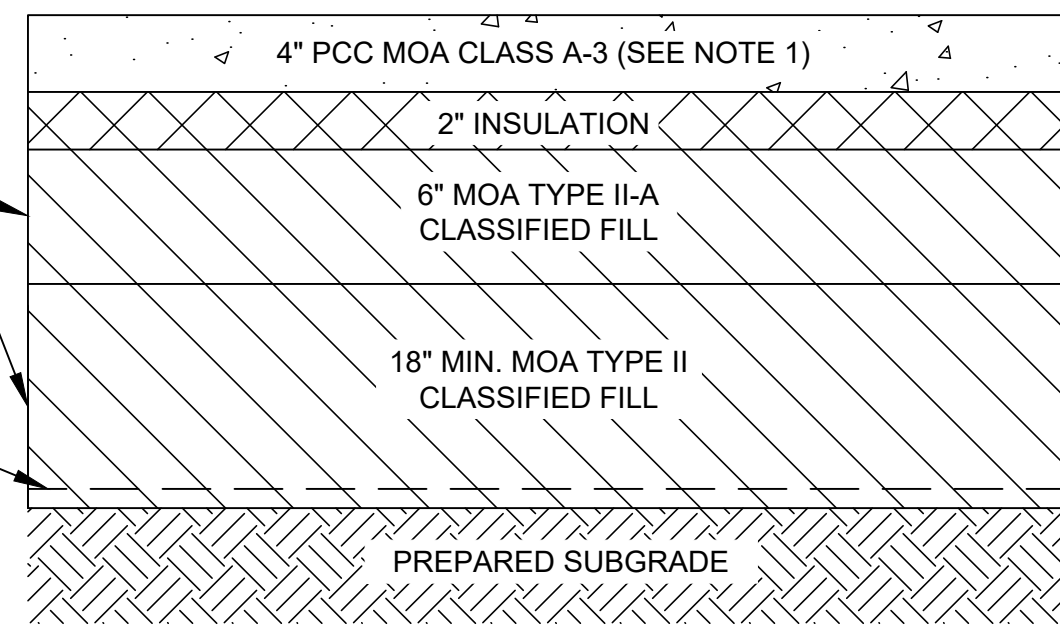 4" PCC MOA CLASS A-3 (SEE NOTE 1)
2" INSULATION
6" MOA TYPE II-A
CLASSIFIED FILL
18" MIN. MOA TYPE II
CLASSIFIED FILL
PREPARED SUBGRADE